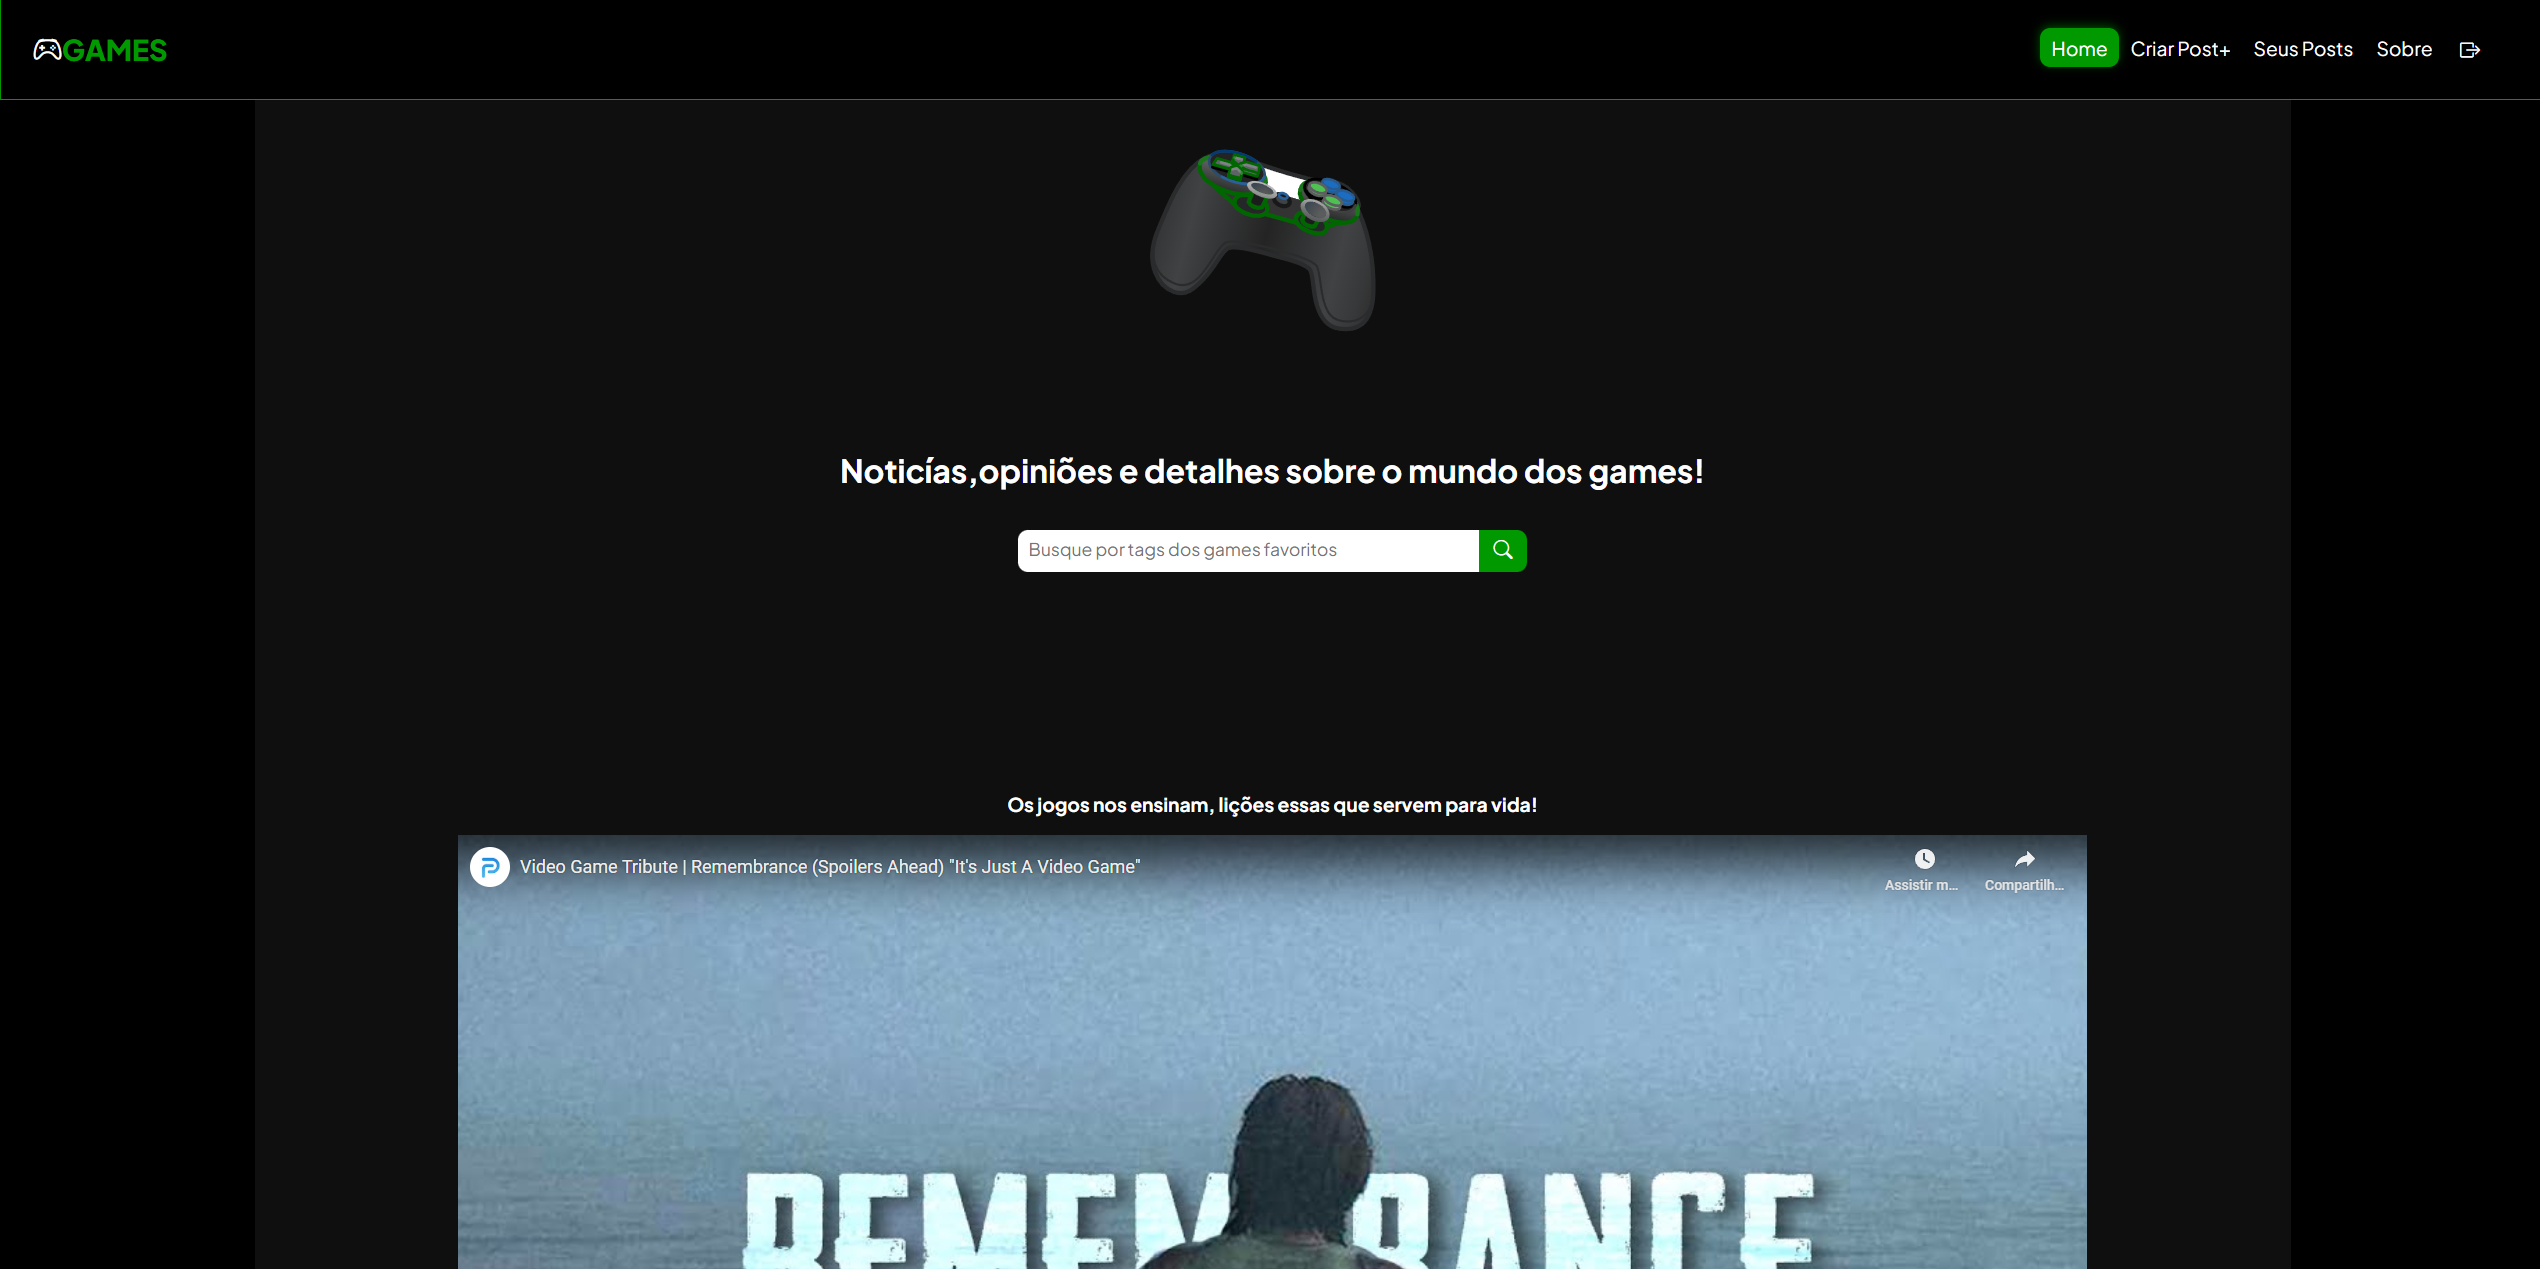 GAMES
Home Criar Post+ Seus Posts Sobre
Noticías,opiniões e detalhes sobre o mundo dos games!
Busque por tags dos games favoritos
Os jogos nos ensinam, lições essas que servem para vida!
Video Game Tribute | Remembrance (Spoilers Ahead) "It's Just A Video Game"
Assistir m... Compartilh...
REMEMBRANCE